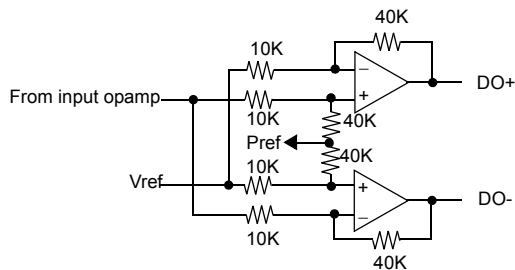 40K
10K
−
From input opamp
+
DO+
10K
40K
Pref
40K
10K
Vref
+
−
DO-
10K
40K